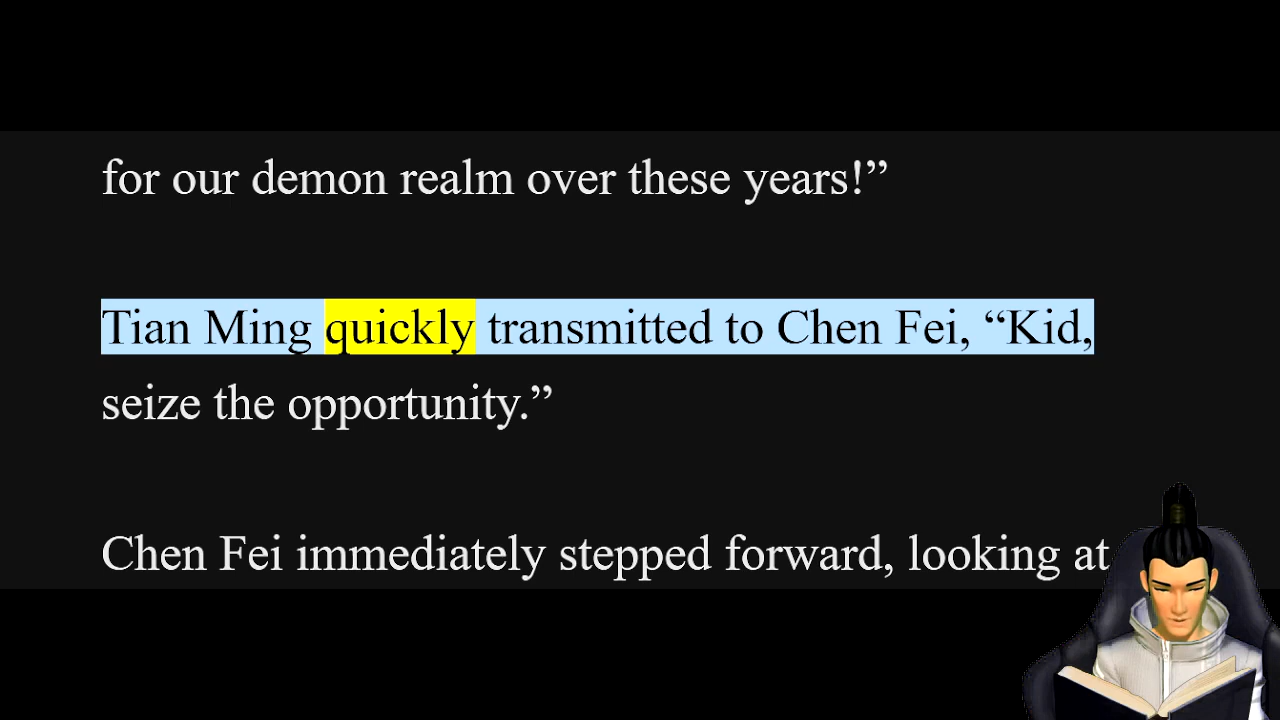 for our demon realm over these years!”
Tian Ming quickly transmitted to Chen Fei, “Kid,
seize the opportunity.”
Chen Fei immediately stepped forward, looking at